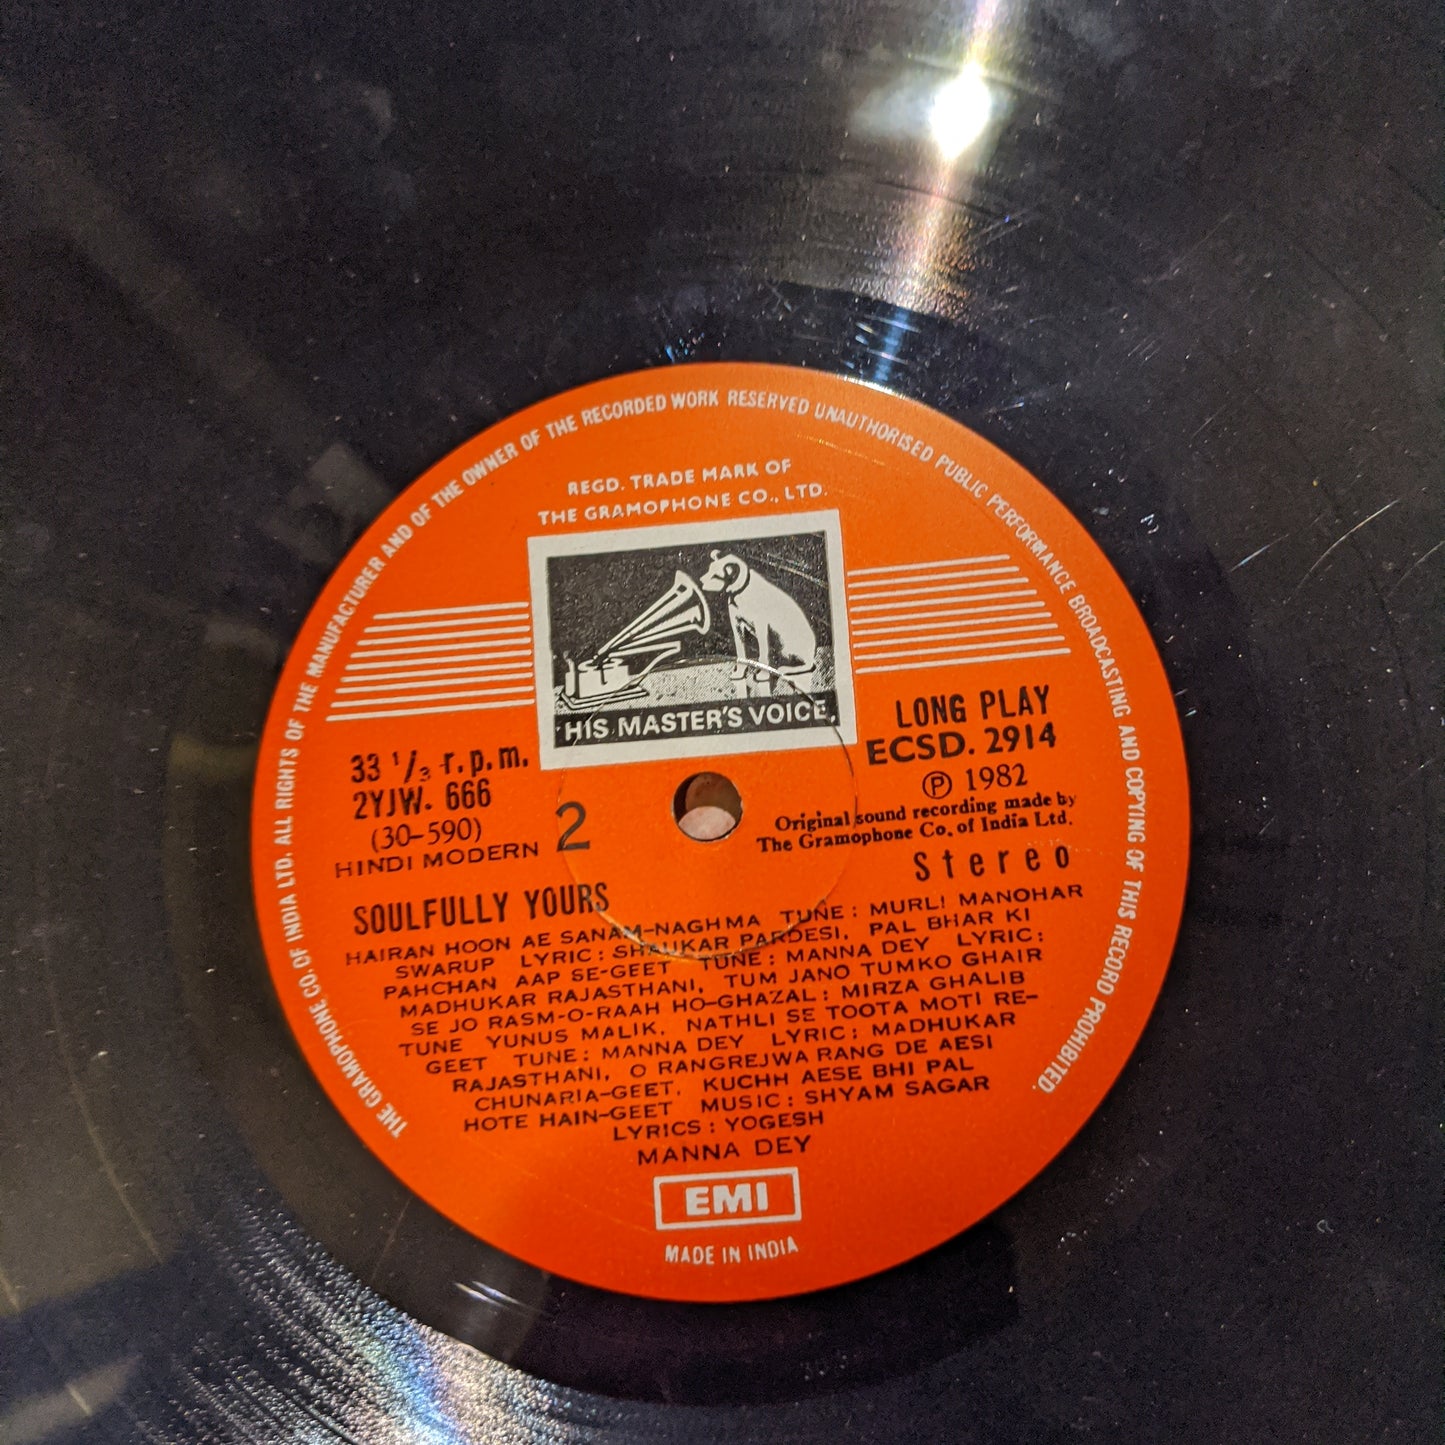 THE GRAMOPHONE CO. OF INDIA LTD. ALL RIGHTS OF THE MANUFACTURER AND OF THE OWNER OF THE RECORDED WORK RESERVED UNAUTHORISED PUBLIC PERFORMANCE BROADCASTING AND COPYING OF THIS RECORD PROHIBITED.
REGD. TRADE MARK OF
THE GRAMOPHONE CO., LTD.
HIS MASTER'S VOICE,
33 1/3 r.p.m.
2YJW. 666
(30-590)
HINDI MODERN
2
LONG PLAY
ECSD. 2914
℗ 1982
Original sound recording made by
The Gramophone Co. of India Ltd.
Stereo
SOULFULLY YOURS
HAIRAN HOON AE SANAM-NAGHMA TUNE: MURLI MANOHAR
SWARUP LYRIC: SHAUKAR PARDESI, PAL BHAR KI
PAHCHAN AAP SE-GEET TUNE: MANNA DEY LYRIC:
MADHUKAR RAJASTHANI, TUM JANO TUMKO GHAIR
SE JO RASM-O-RAAH HO-GHAZAL: MIRZA GHALIB
TUNE YUNUS MALIK, NATHLI SE TOOTA MOTI RE-
GEET TUNE: MANNA DEY LYRIC: MADHUKAR
RAJASTHANI, O RANGREJWA RANG DE AESI
CHUNARIA-GEET, KUCHH AESE BHI PAL
HOTE HAIN-GEET MUSIC: SHYAM SAGAR
LYRICS: YOGESH
MANNA DEY
EMI
MADE IN INDIA